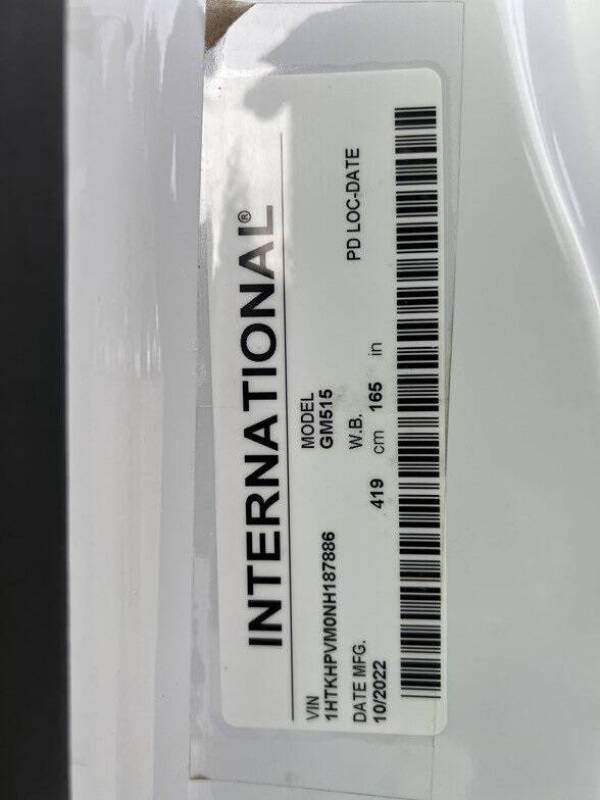 INTERNATIONAL®
VIN MODEL
1HTKHPVM0NH187886 GM515
DATE MFG. W.B. PD LOC-DATE
10/2022 419 cm 165 in